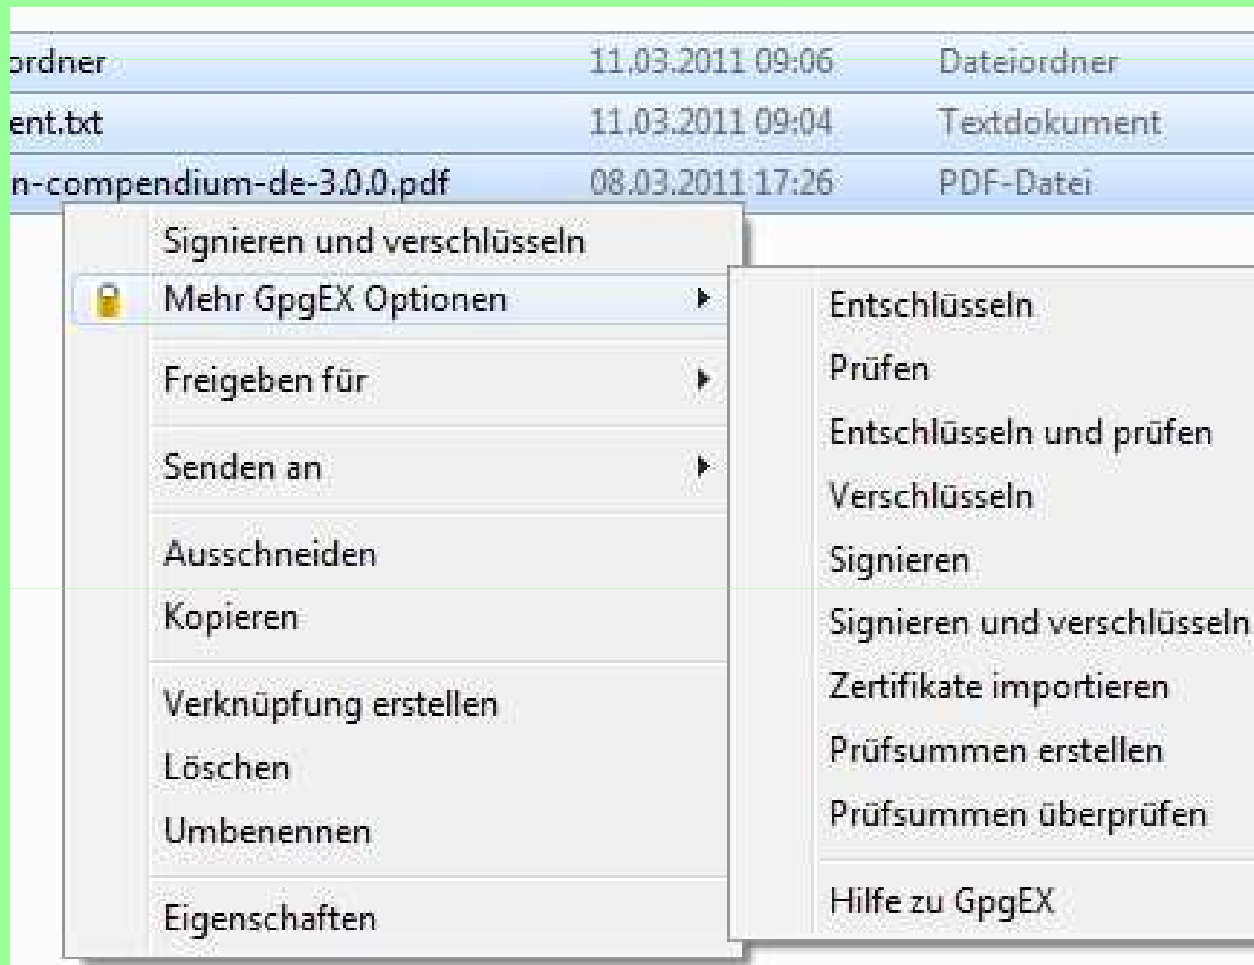 ordner 11.03.2011 09:06 Dateiordner
ent.txt 11.03.2011 09:04 Textdokument
n-compendium-de-3.0.0.pdf 08.03.2011 17:26 PDF-Datei
Signieren und verschlüsseln
Mehr GpgEX Optionen
Freigeben für
Senden an
Ausschneiden
Kopieren
Verknüpfung erstellen
Löschen
Umbenennen
Eigenschaften
Entschlüsseln
Prüfen
Entschlüsseln und prüfen
Verschlüsseln
Signieren
Signieren und verschlüsseln
Zertifikate importieren
Prüfsummen erstellen
Prüfsummen überprüfen
Hilfe zu GpgEX